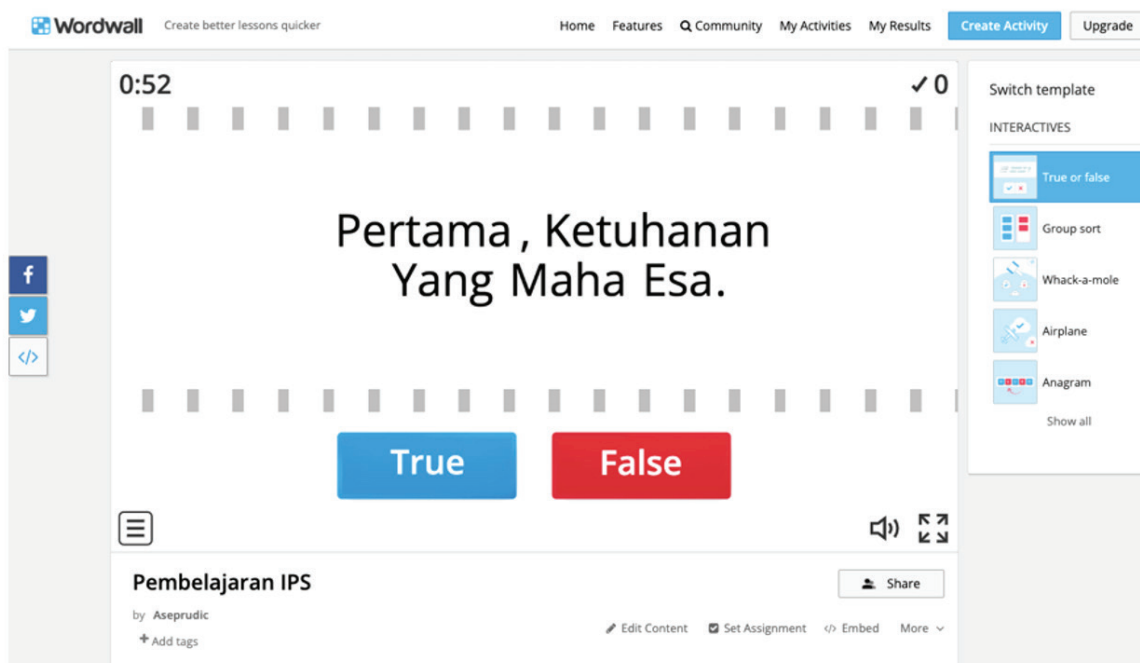 Wordwall Create better lessons quicker Home Features Community My Activities My Results Create Activity Upgrade
0:52 ✓ 0
Pertama, Ketuhanan
Yang Maha Esa.
True False
Pembelajaran IPS
Share
by Aseprudic
Edit Content Set Assignment </> Embed More
+ Add tags
Switch template
INTERACTIVES
True or false
Group sort
Whack-a-mole
Airplane
Anagram
Show all
f
</>